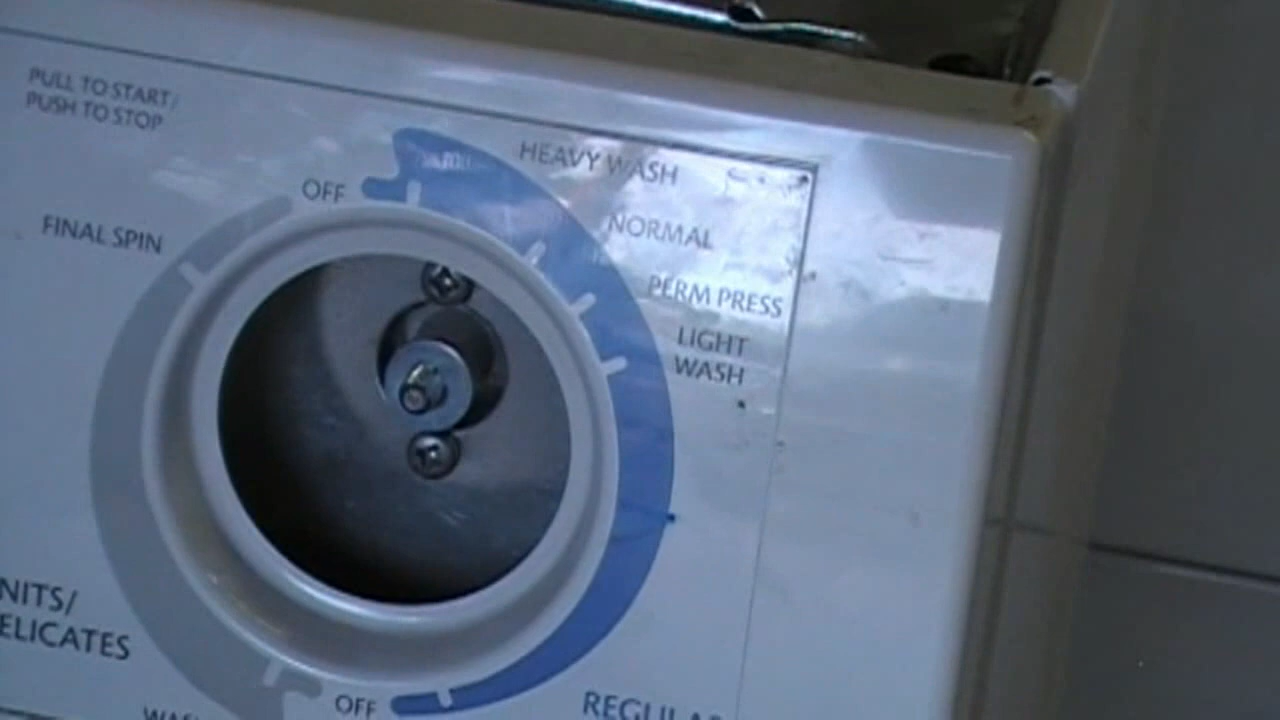 PULL TO START/
PUSH TO STOP
OFF
HEAVY WASH
FINAL SPIN
NORMAL
PERM PRESS
LIGHT
WASH
NITS/
ELICATES
OFF
REGULAR